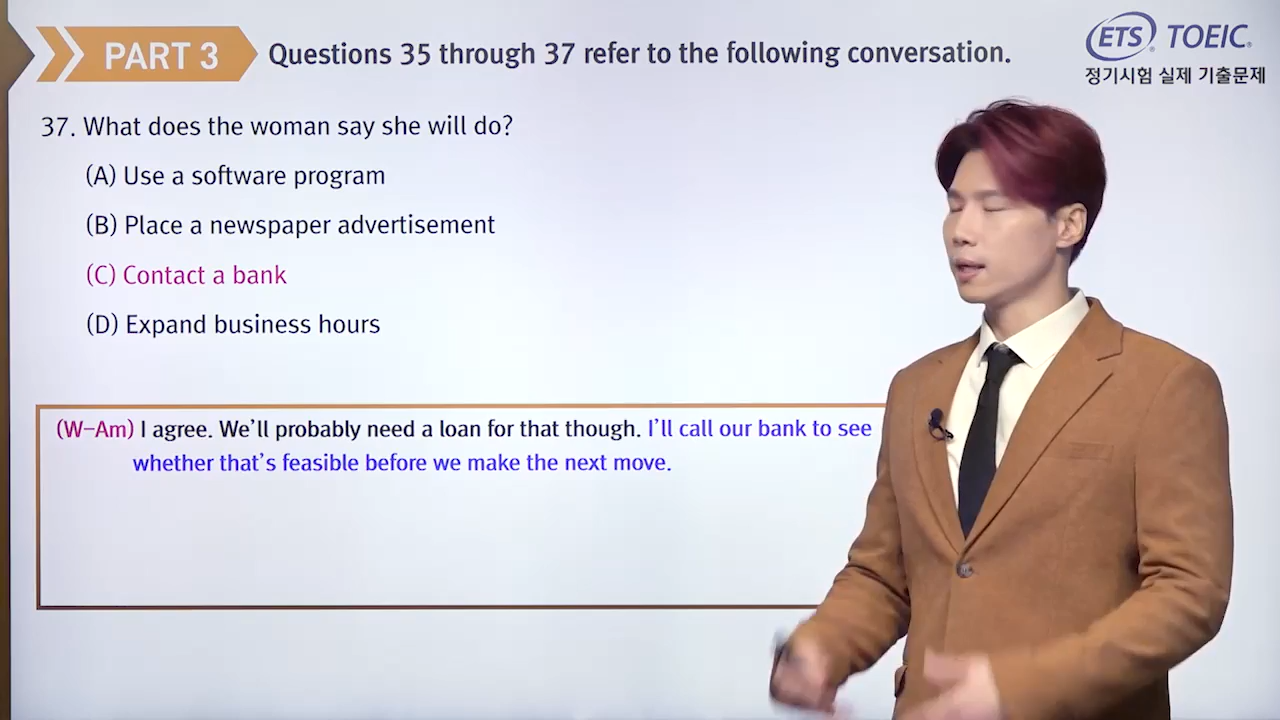 PART 3
Questions 35 through 37 refer to the following conversation.
ETS TOEIC
정기시험 실제 기출문제
37. What does the woman say she will do?
(A) Use a software program
(B) Place a newspaper advertisement
(C) Contact a bank
(D) Expand business hours
(W-Am) I agree. We'll probably need a loan for that though. I'll call our bank to see
whether that's feasible before we make the next move.